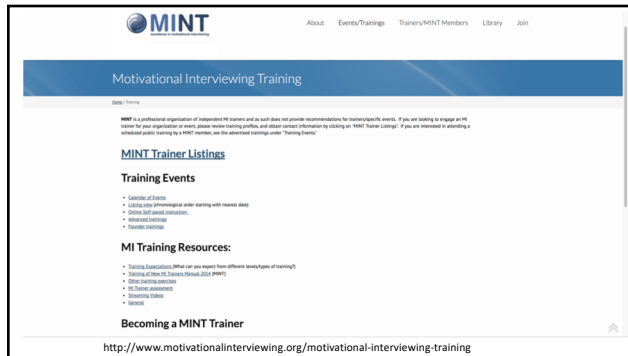 MINT
excellence in motivational interviewing
About Events/Trainings Trainers/MINT Members Library Join
Motivational Interviewing Training
Home / Training
MINT is a professional organization of independent MI trainers and as such does not provide recommendations for trainers/specific events. If you are looking to engage an MI
trainer for your organization or event, please review training profiles, and obtain contact information by clicking on "MINT Trainer Listings". If you are interested in attending a
scheduled public training by a MINT member, see the advertised trainings under "Training Events."
MINT Trainer Listings
Training Events
• Calendar of Events
• Listing view (chronological order starting with nearest date)
• Online Self-paced Instruction
• Advanced trainings
• Founder trainings
MI Training Resources:
• Training Expectations (What can you expect from different levels/types of training?)
• Training of New MI Trainers Manual 2014 (MINT)
• Other training exercises
• MI Trainer assessment
• Streaming Videos
• General
Becoming a MINT Trainer
http://www.motivationalinterviewing.org/motivational-interviewing-training